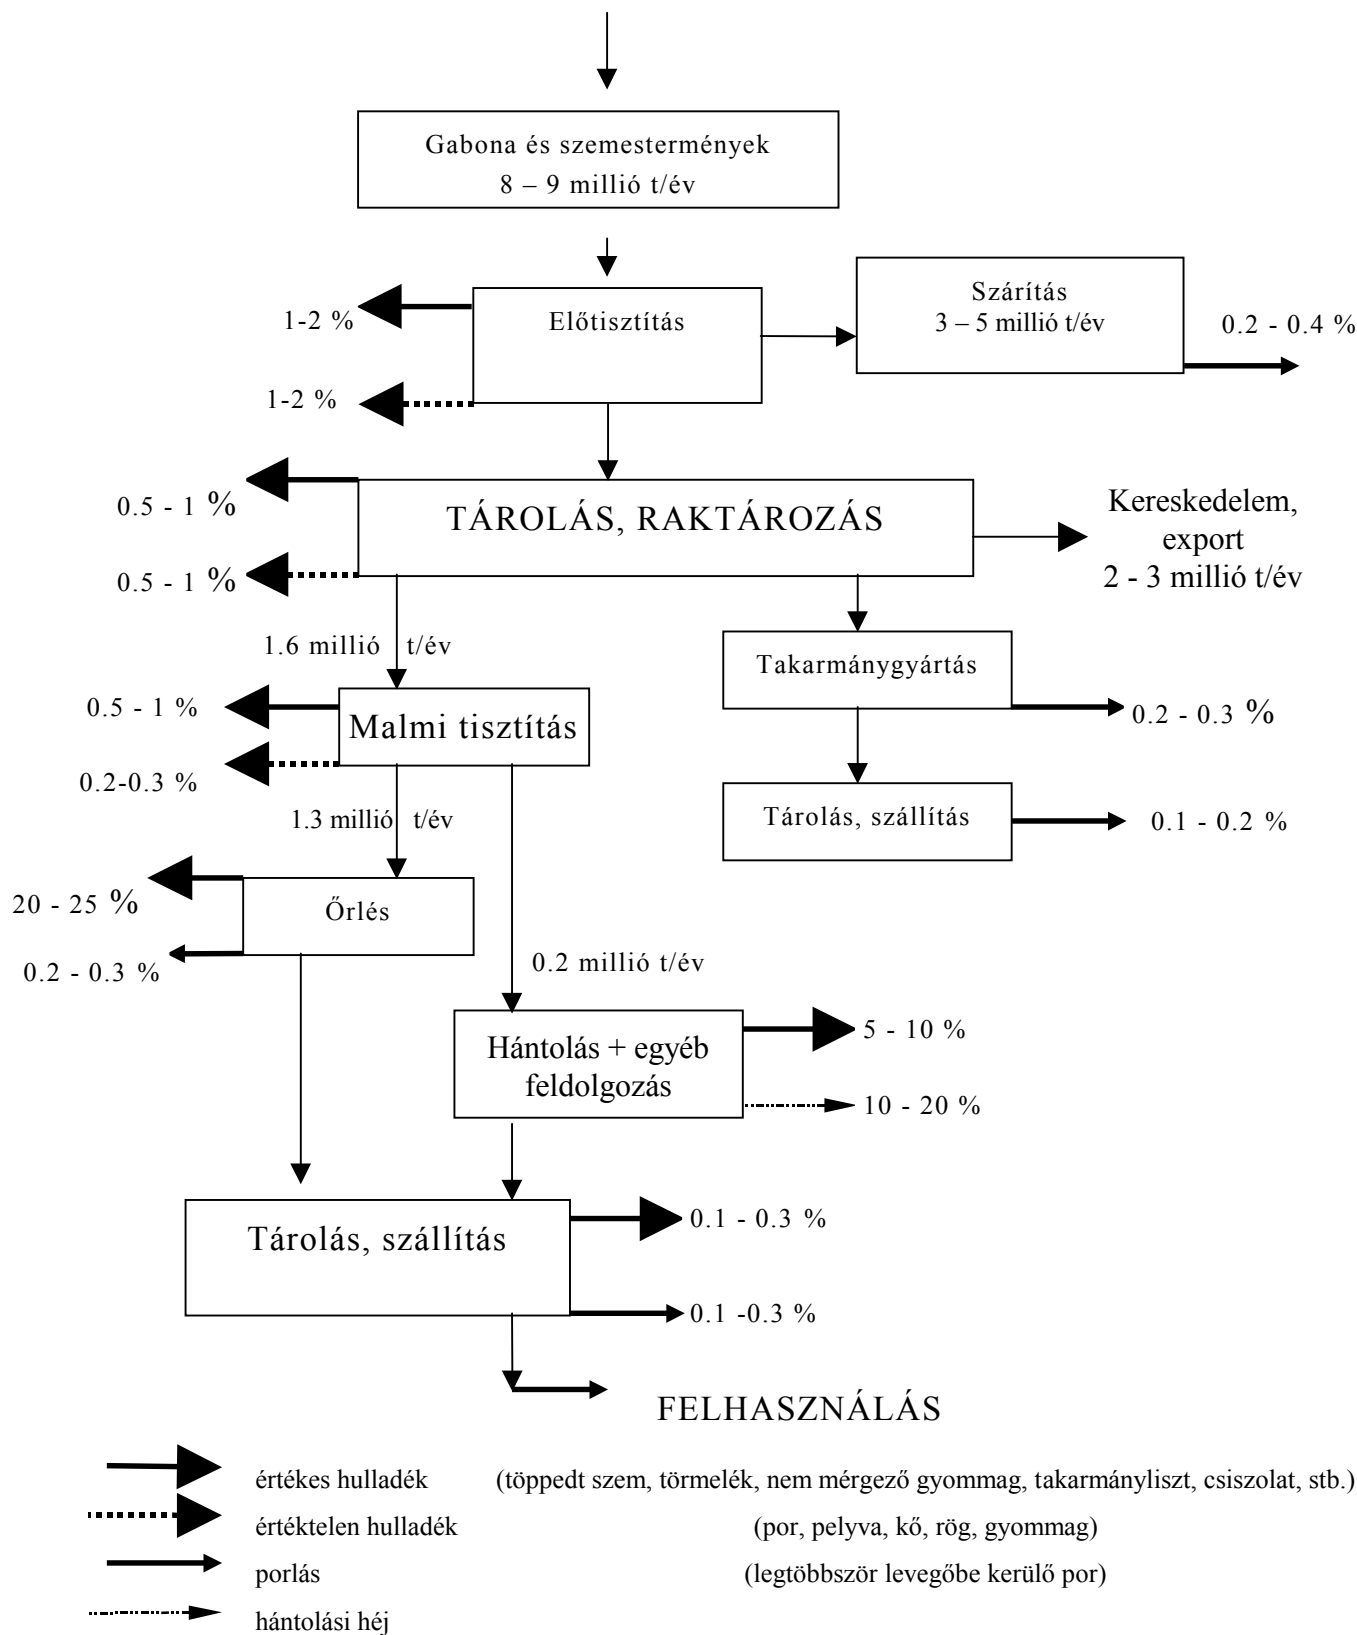 Gabona és szemestermények
8 – 9 millió t/év
Előtisztítás
1-2 %
1-2 %
Szárítás
3 – 5 millió t/év
0.2 - 0.4 %
TÁROLÁS, RAKTÁROZÁS
0.5 - 1 %
0.5 - 1 %
Kereskedelem,
export
2 - 3 millió t/év
1.6 millió t/év
Takarmánygyártás
0.2 - 0.3 %
Malmi tisztítás
0.5 - 1 %
0.2-0.3 %
Tárolás, szállítás
0.1 - 0.2 %
1.3 millió t/év
Őrlés
20 - 25 %
0.2 - 0.3 %
0.2 millió t/év
Hántolás + egyéb
feldolgozás
5 - 10 %
10 - 20 %
Tárolás, szállítás
0.1 - 0.3 %
0.1 -0.3 %
FELHASZNÁLÁS
értékes hulladék (töppedt szem, törmelék, nem mérgező gyommag, takarmányliszt, csiszolat, stb.)
értéktelen hulladék (por, pelyva, kő, rög, gyommag)
porlás (legtöbbször levegőbe kerülő por)
hántolási héj